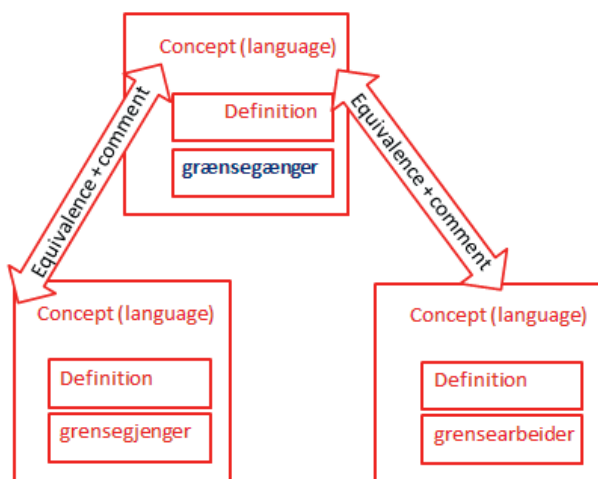 Concept (language)
Definition
grænsegænger
Equivalence + comment
Equivalence + comment
Concept (language)
Definition
grensegjenger
Concept (language)
Definition
grensearbeider